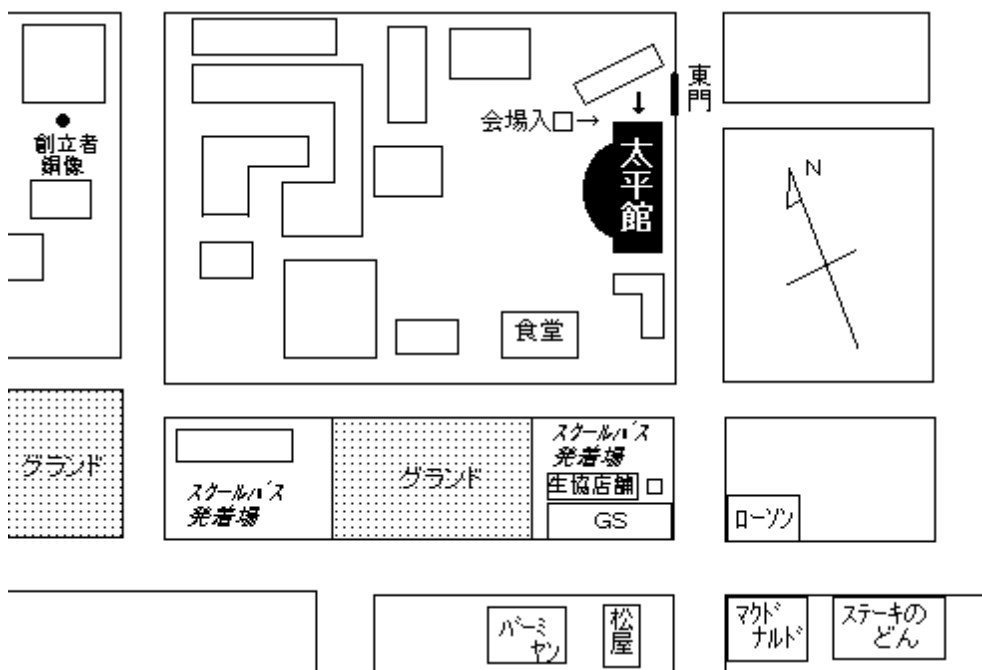 東門
会場入口→
太平館
創立者
銅像
N
食堂
グランド
スクールバス
発着場
グランド
スクールバス
発着場
生協店舗
GS
ローソン
バーミ
ヤン
松屋
マクド
ナルド
ステーキの
どん